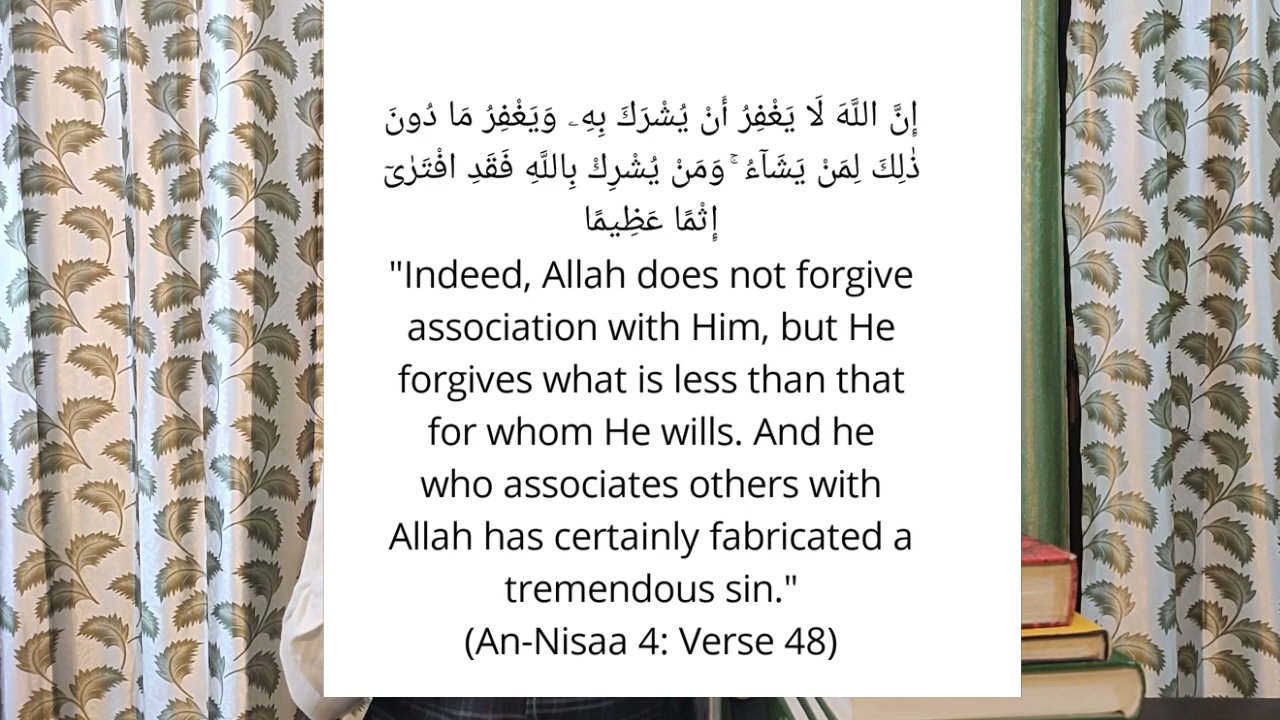 إِنَّ اللَّهَ لَا يَغْفِرُ أَنْ يُشْرَكَ بِهِۦ وَيَغْفِرُ مَا دُونَ
ذٰلِكَ لِمَنْ يَشَآءُ ۚ وَمَنْ يُشْرِكْ بِاللَّهِ فَقَدِ افْتَرٰىٓ
إِثْمًا عَظِيمًا
"Indeed, Allah does not forgive
association with Him, but He
forgives what is less than that
for whom He wills. And he
who associates others with
Allah has certainly fabricated a
tremendous sin."
(An-Nisaa 4: Verse 48)